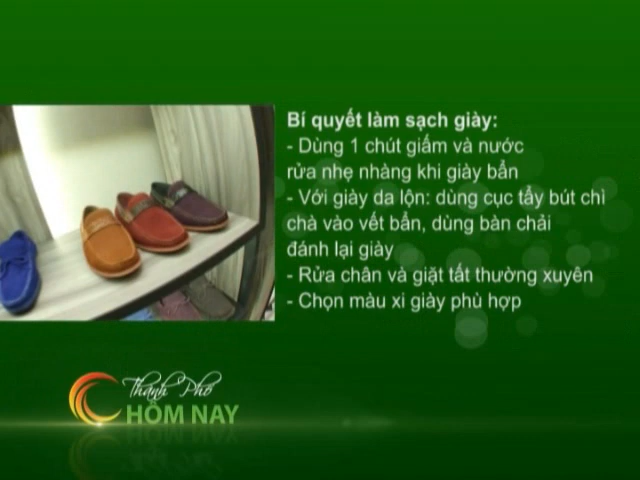 Bí quyết làm sạch giày:
- Dùng 1 chút giấm và nước
rửa nhẹ nhàng khi giày bẩn
- Với giày da lộn: dùng cục tẩy bút chì
chà vào vết bẩn, dùng bàn chải
đánh lại giày
- Rửa chân và giặt tất thường xuyên
- Chọn màu xi giày phù hợp
Thành Phố
HÔM NAY